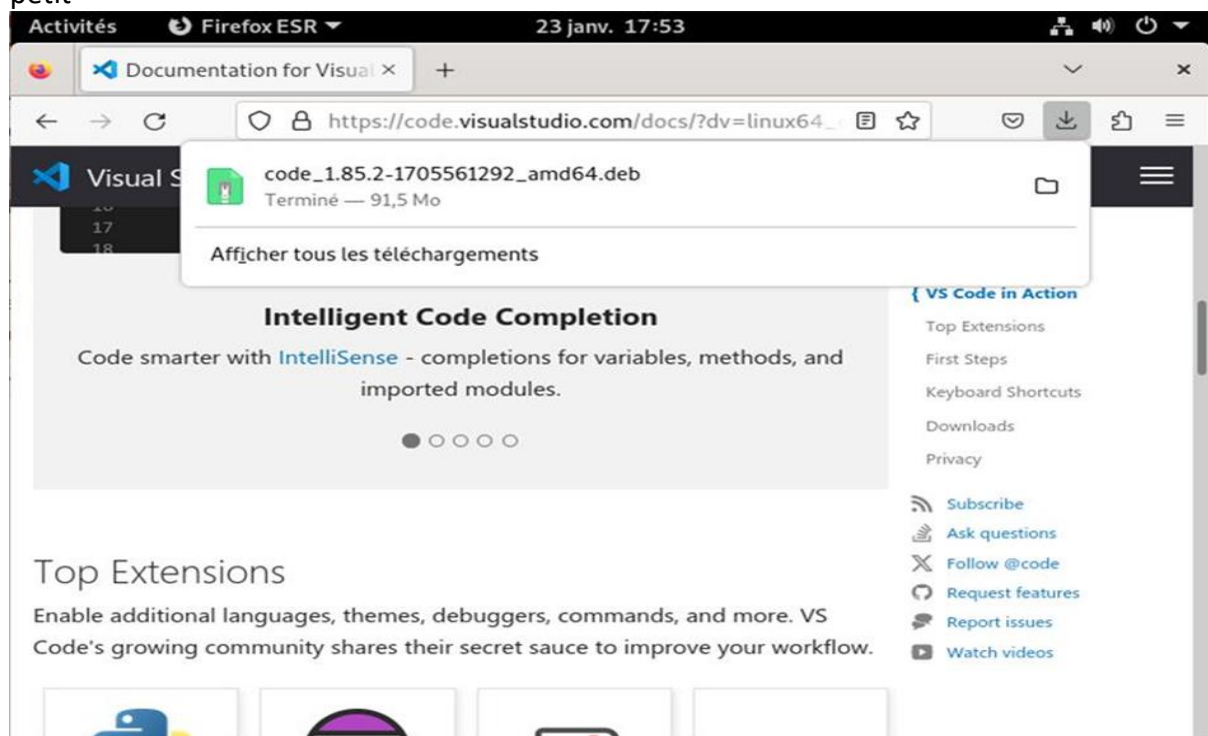 petit
Activités Firefox ESR 23 janv. 17:53
Documentation for Visual
https://code.visualstudio.com/docs/?dv=linux64_
Visual S
code_1.85.2-1705561292_amd64.deb
Terminé — 91,5 Mo
17
18
Afficher tous les téléchargements
Intelligent Code Completion
Code smarter with IntelliSense - completions for variables, methods, and
imported modules.
{ VS Code in Action
Top Extensions
First Steps
Keyboard Shortcuts
Downloads
Privacy
Subscribe
Ask questions
Follow @code
Request features
Report issues
Watch videos
Top Extensions
Enable additional languages, themes, debuggers, commands, and more. VS
Code's growing community shares their secret sauce to improve your workflow.